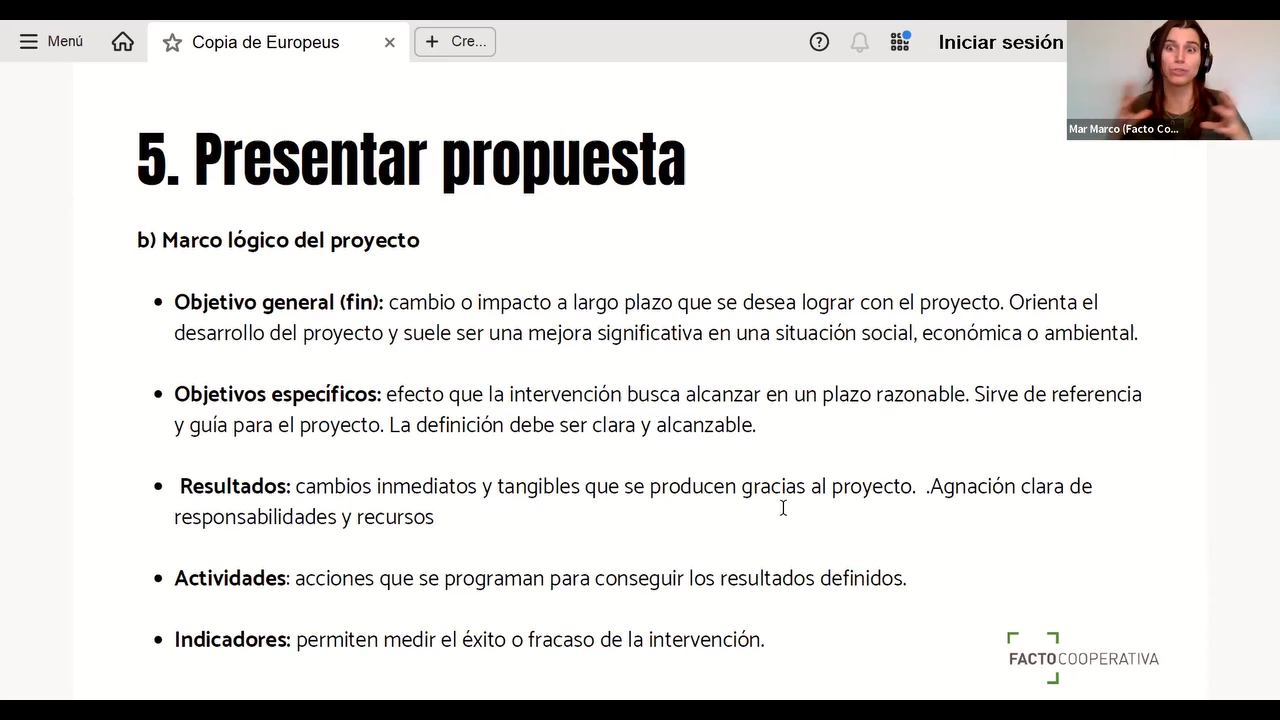 Menú
Copia de Europeus
Cre...
Iniciar sesión
Mar Marco (Facto Co...
5. Presentar propuesta
b) Marco lógico del proyecto
• Objetivo general (fin): cambio o impacto a largo plazo que se desea lograr con el proyecto. Orienta el
desarrollo del proyecto y suele ser una mejora significativa en una situación social, económica o ambiental.
• Objetivos específicos: efecto que la intervención busca alcanzar en un plazo razonable. Sirve de referencia
y guía para el proyecto. La definición debe ser clara y alcanzable.
• Resultados: cambios inmediatos y tangibles que se producen gracias al proyecto. .Agnación clara de
responsabilidades y recursos
• Actividades: acciones que se programan para conseguir los resultados definidos.
• Indicadores: permiten medir el éxito o fracaso de la intervención.
FACTOCOOPERATIVA